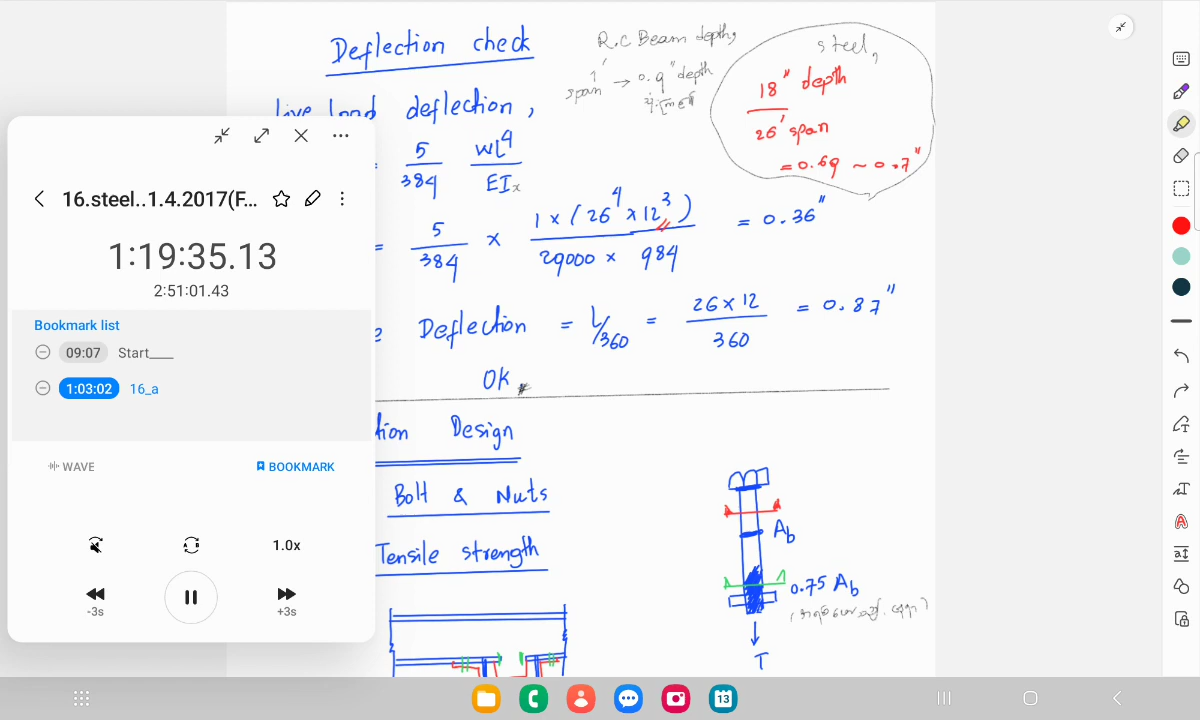 Deflection check
R.C Beam depth,
1' span → 0.9" depth
steel,
18" depth
26' span
= 0.69 ~ 0.7"
Live load deflection,
5/384 WL⁴/EIx
= 5/384 x 1 x (26⁴ x 12³)/29000 x 984 = 0.36"
Deflection = L/360 = 26 x 12/360 = 0.87"
OK
Design
Bolt & Nuts
Tensile strength
Ab
0.75 Ab
T
16.steel..1.4.2017(F...
1:19:35.13
2:51:01.43
Bookmark list
09:07 Start____
1:03:02 16_a
WAVE
BOOKMARK
1.0x
-3s
+3s
13